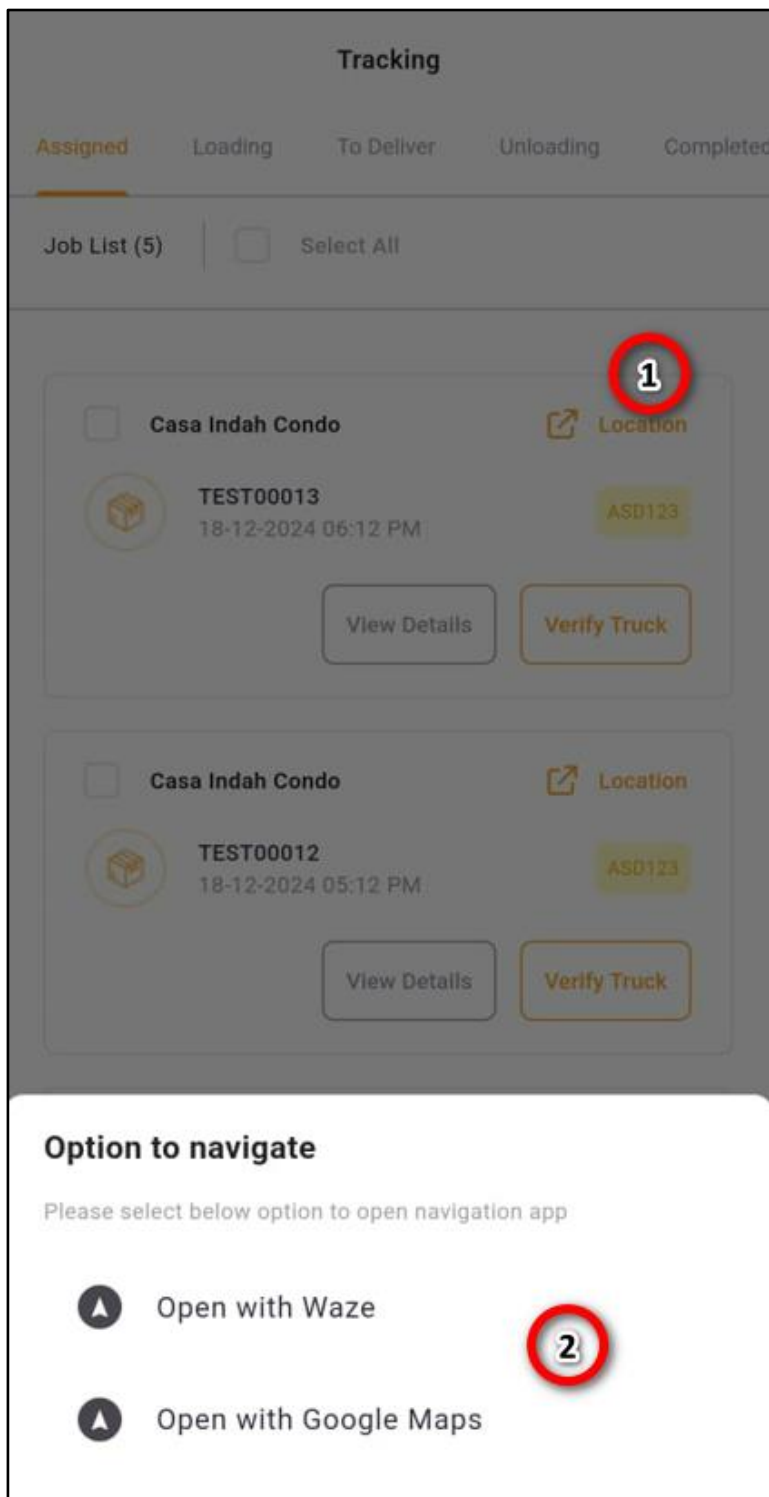 Tracking
Assigned Loading To Deliver Unloading Completed
Job List (5) Select All
1
Casa Indah Condo Location
TEST00013 ASD123
18-12-2024 06:12 PM
View Details Verify Truck
Casa Indah Condo Location
TEST00012 ASD123
18-12-2024 05:12 PM
View Details Verify Truck
Option to navigate
Please select below option to open navigation app
Open with Waze
2
Open with Google Maps